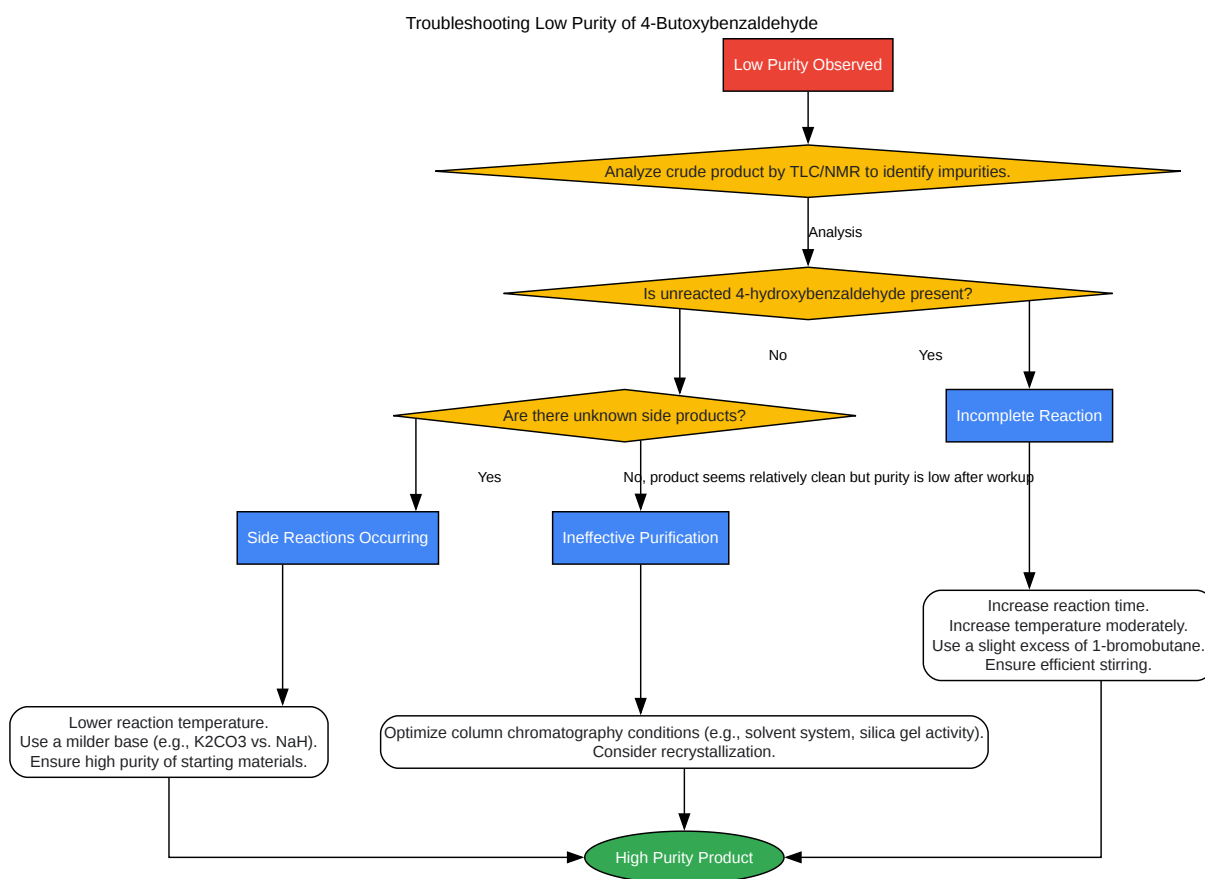 Troubleshooting Low Purity of 4-Butoxybenzaldehyde
Low Purity Observed
Analyze crude product by TLC/NMR to identify impurities.
Analysis
Is unreacted 4-hydroxybenzaldehyde present?
No
Yes
Are there unknown side products?
Incomplete Reaction
Yes
No, product seems relatively clean but purity is low after workup
Side Reactions Occurring
Ineffective Purification
Increase reaction time.
Increase temperature moderately.
Use a slight excess of 1-bromobutane.
Ensure efficient stirring.
Lower reaction temperature.
Use a milder base (e.g., K2CO3 vs. NaH).
Ensure high purity of starting materials.
Optimize column chromatography conditions (e.g., solvent system, silica gel activity).
Consider recrystallization.
High Purity Product